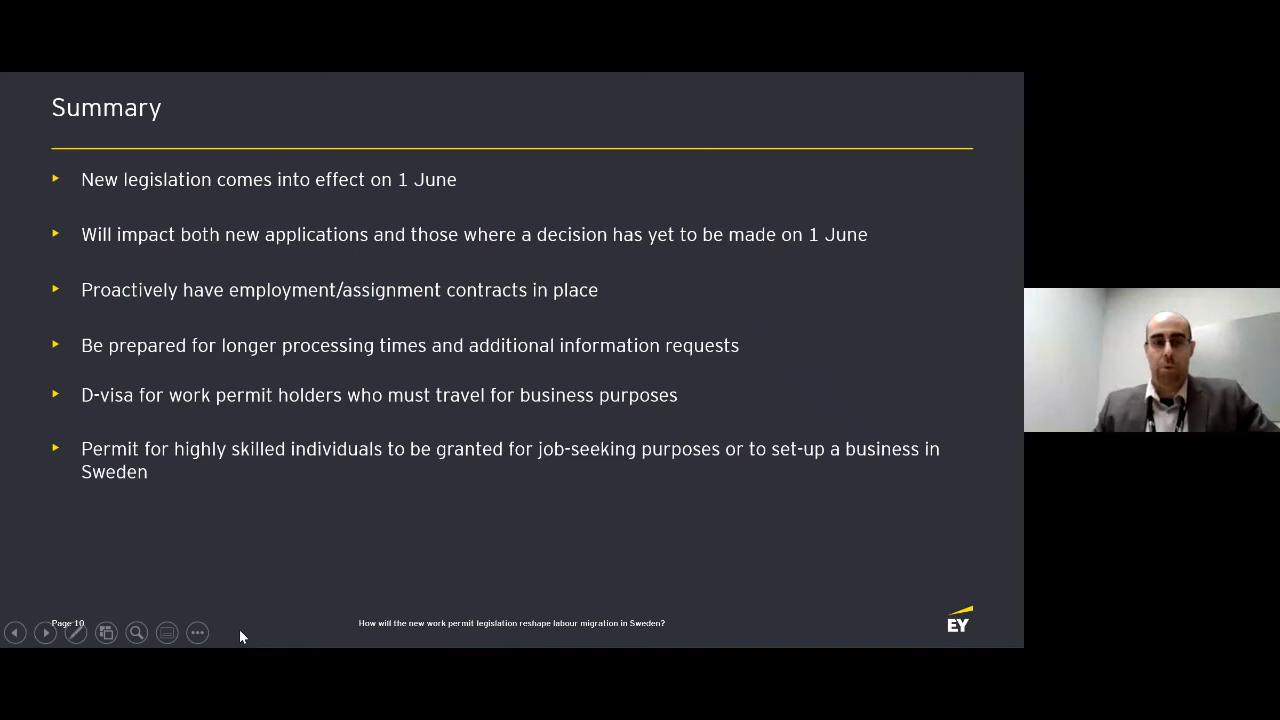 Summary
New legislation comes into effect on 1 June
Will impact both new applications and those where a decision has yet to be made on 1 June
Proactively have employment/assignment contracts in place
Be prepared for longer processing times and additional information requests
D-visa for work permit holders who must travel for business purposes
Permit for highly skilled individuals to be granted for job-seeking purposes or to set-up a business in
Sweden
Page 10
How will the new work permit legislation reshape labour migration in Sweden?
EY